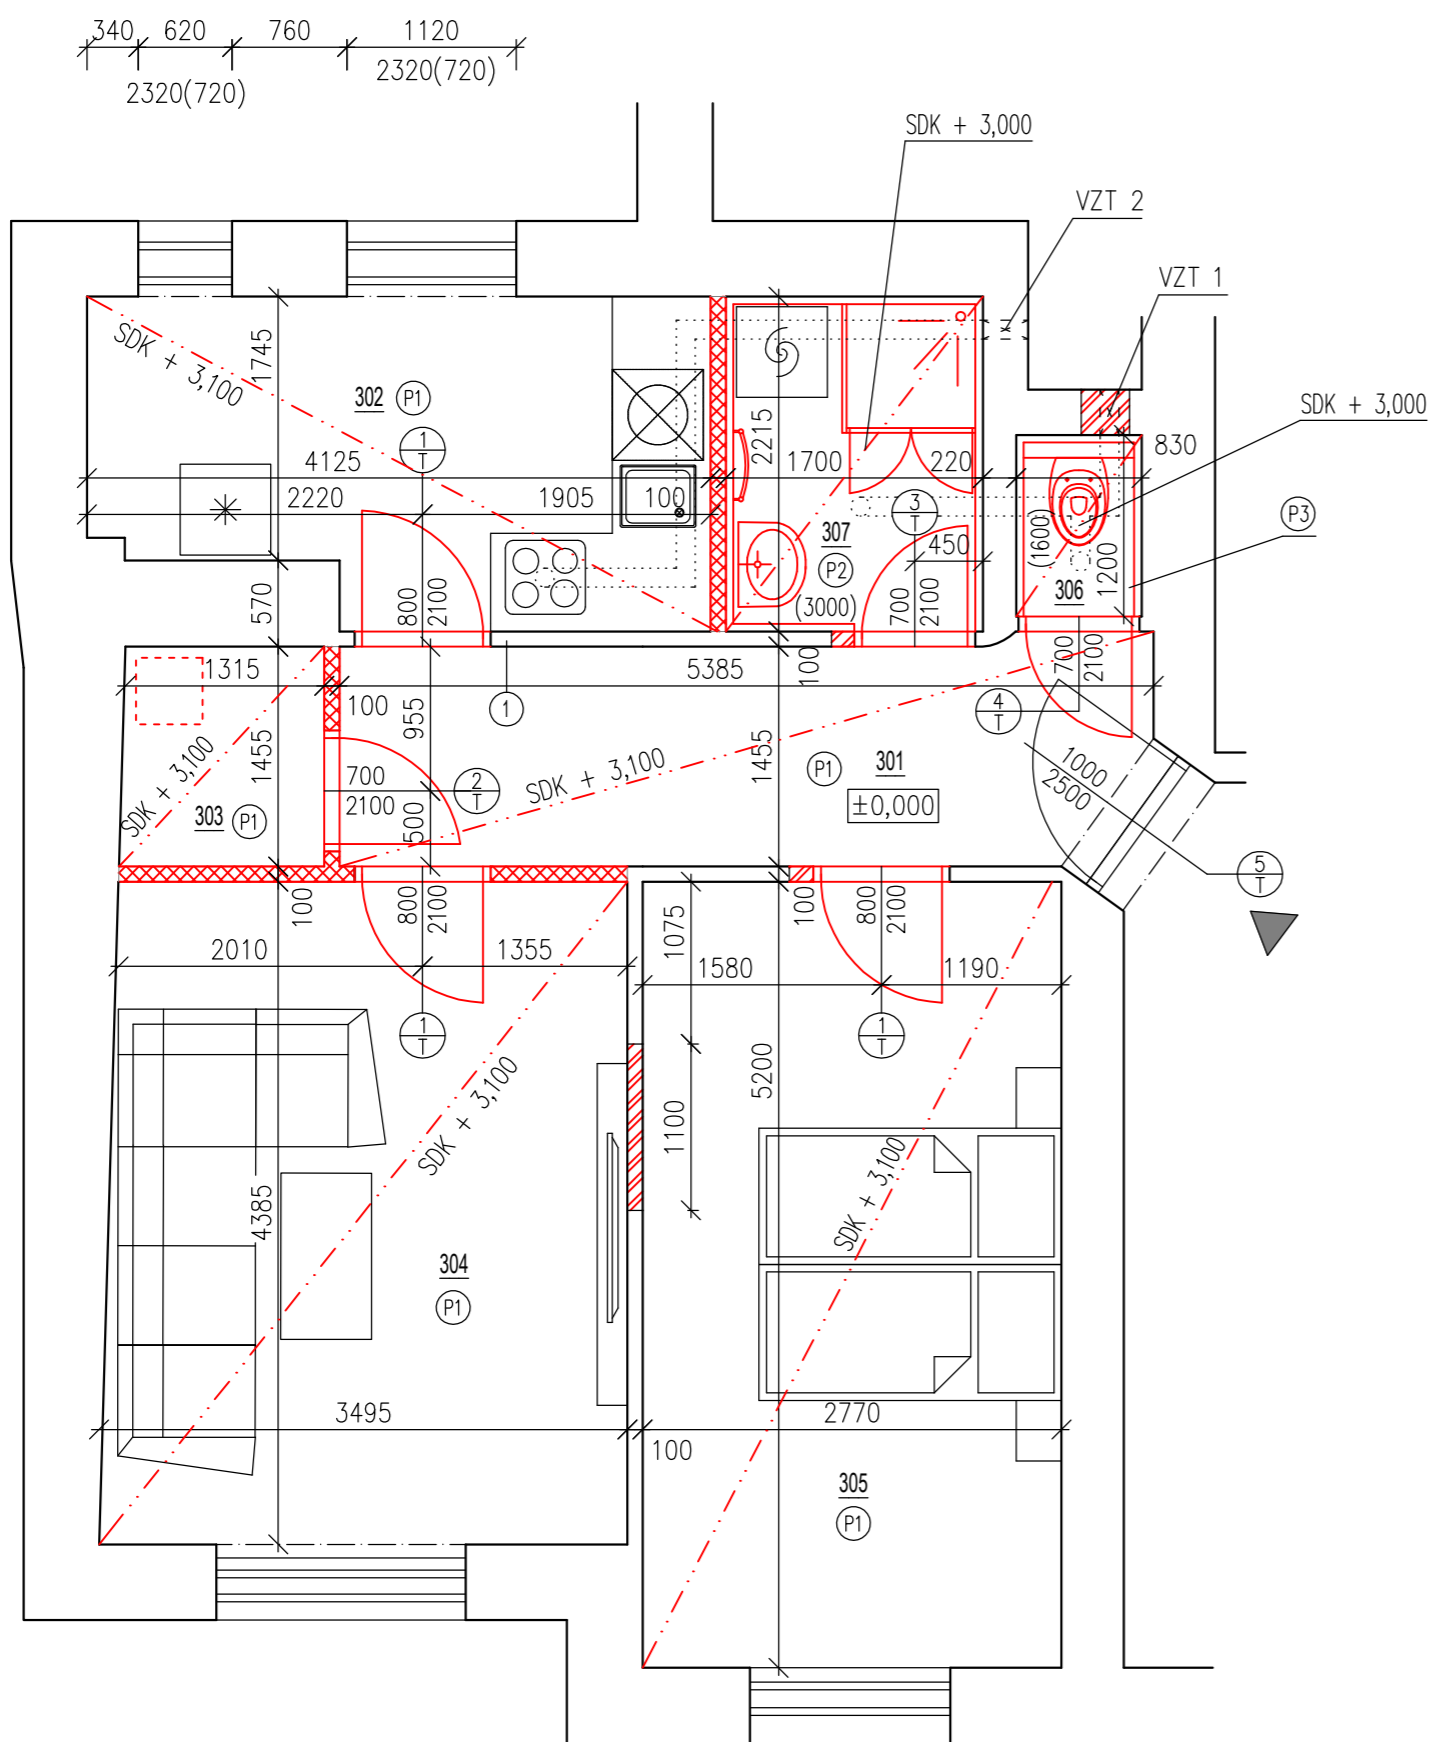 340 620 760 1120
2320(720) 2320(720)
SDK + 3,000
VZT 2
VZT 1
SDK + 3,000
SDK + 3,100
1745
302 P1
1
T
4125
2220
1905
100
2215
1700
220
830
3
T
307
P2
(3000)
450
700
2100
(1600)
1200
306
P3
570
800
2100
1315
100
955
1
5385
100
700
2100
4
T
1455
SDK + 3,100
303 P1
700
2100
2
T
500
SDK + 3,100
1455
P1
301
±0,000
1000
2500
5
T
100
800
2100
2010
1355
1
T
1075
100
800
2100
1580
1190
1
T
1100
5200
SDK + 3,100
4385
304
P1
SDK + 3,100
3495
100
2770
305
P1